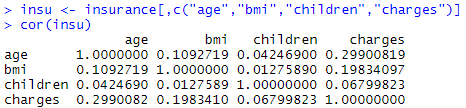 > insu <- insurance[,c("age","bmi","children","charges")]
> cor(insu)
age bmi children charges
age 1.0000000 0.1092719 0.04246900 0.29900819
bmi 0.1092719 1.0000000 0.01275890 0.19834097
children 0.0424690 0.0127589 1.00000000 0.06799823
charges 0.2990082 0.1983410 0.06799823 1.00000000